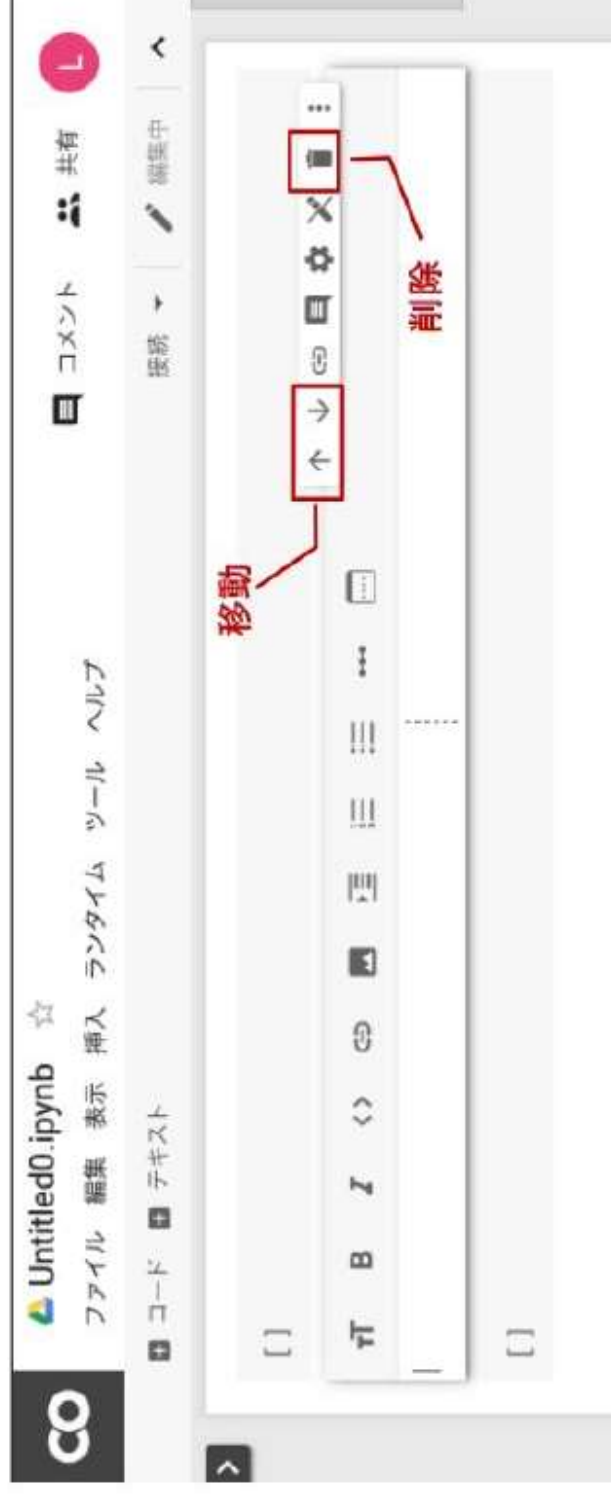 Untitled0.ipynb
コメント
共有
L
ファイル 編集 表示 挿入 ランタイム ツール ヘルプ
コード テキスト
接続
編集中
移動
[ ]
B I <>
削除
[ ]